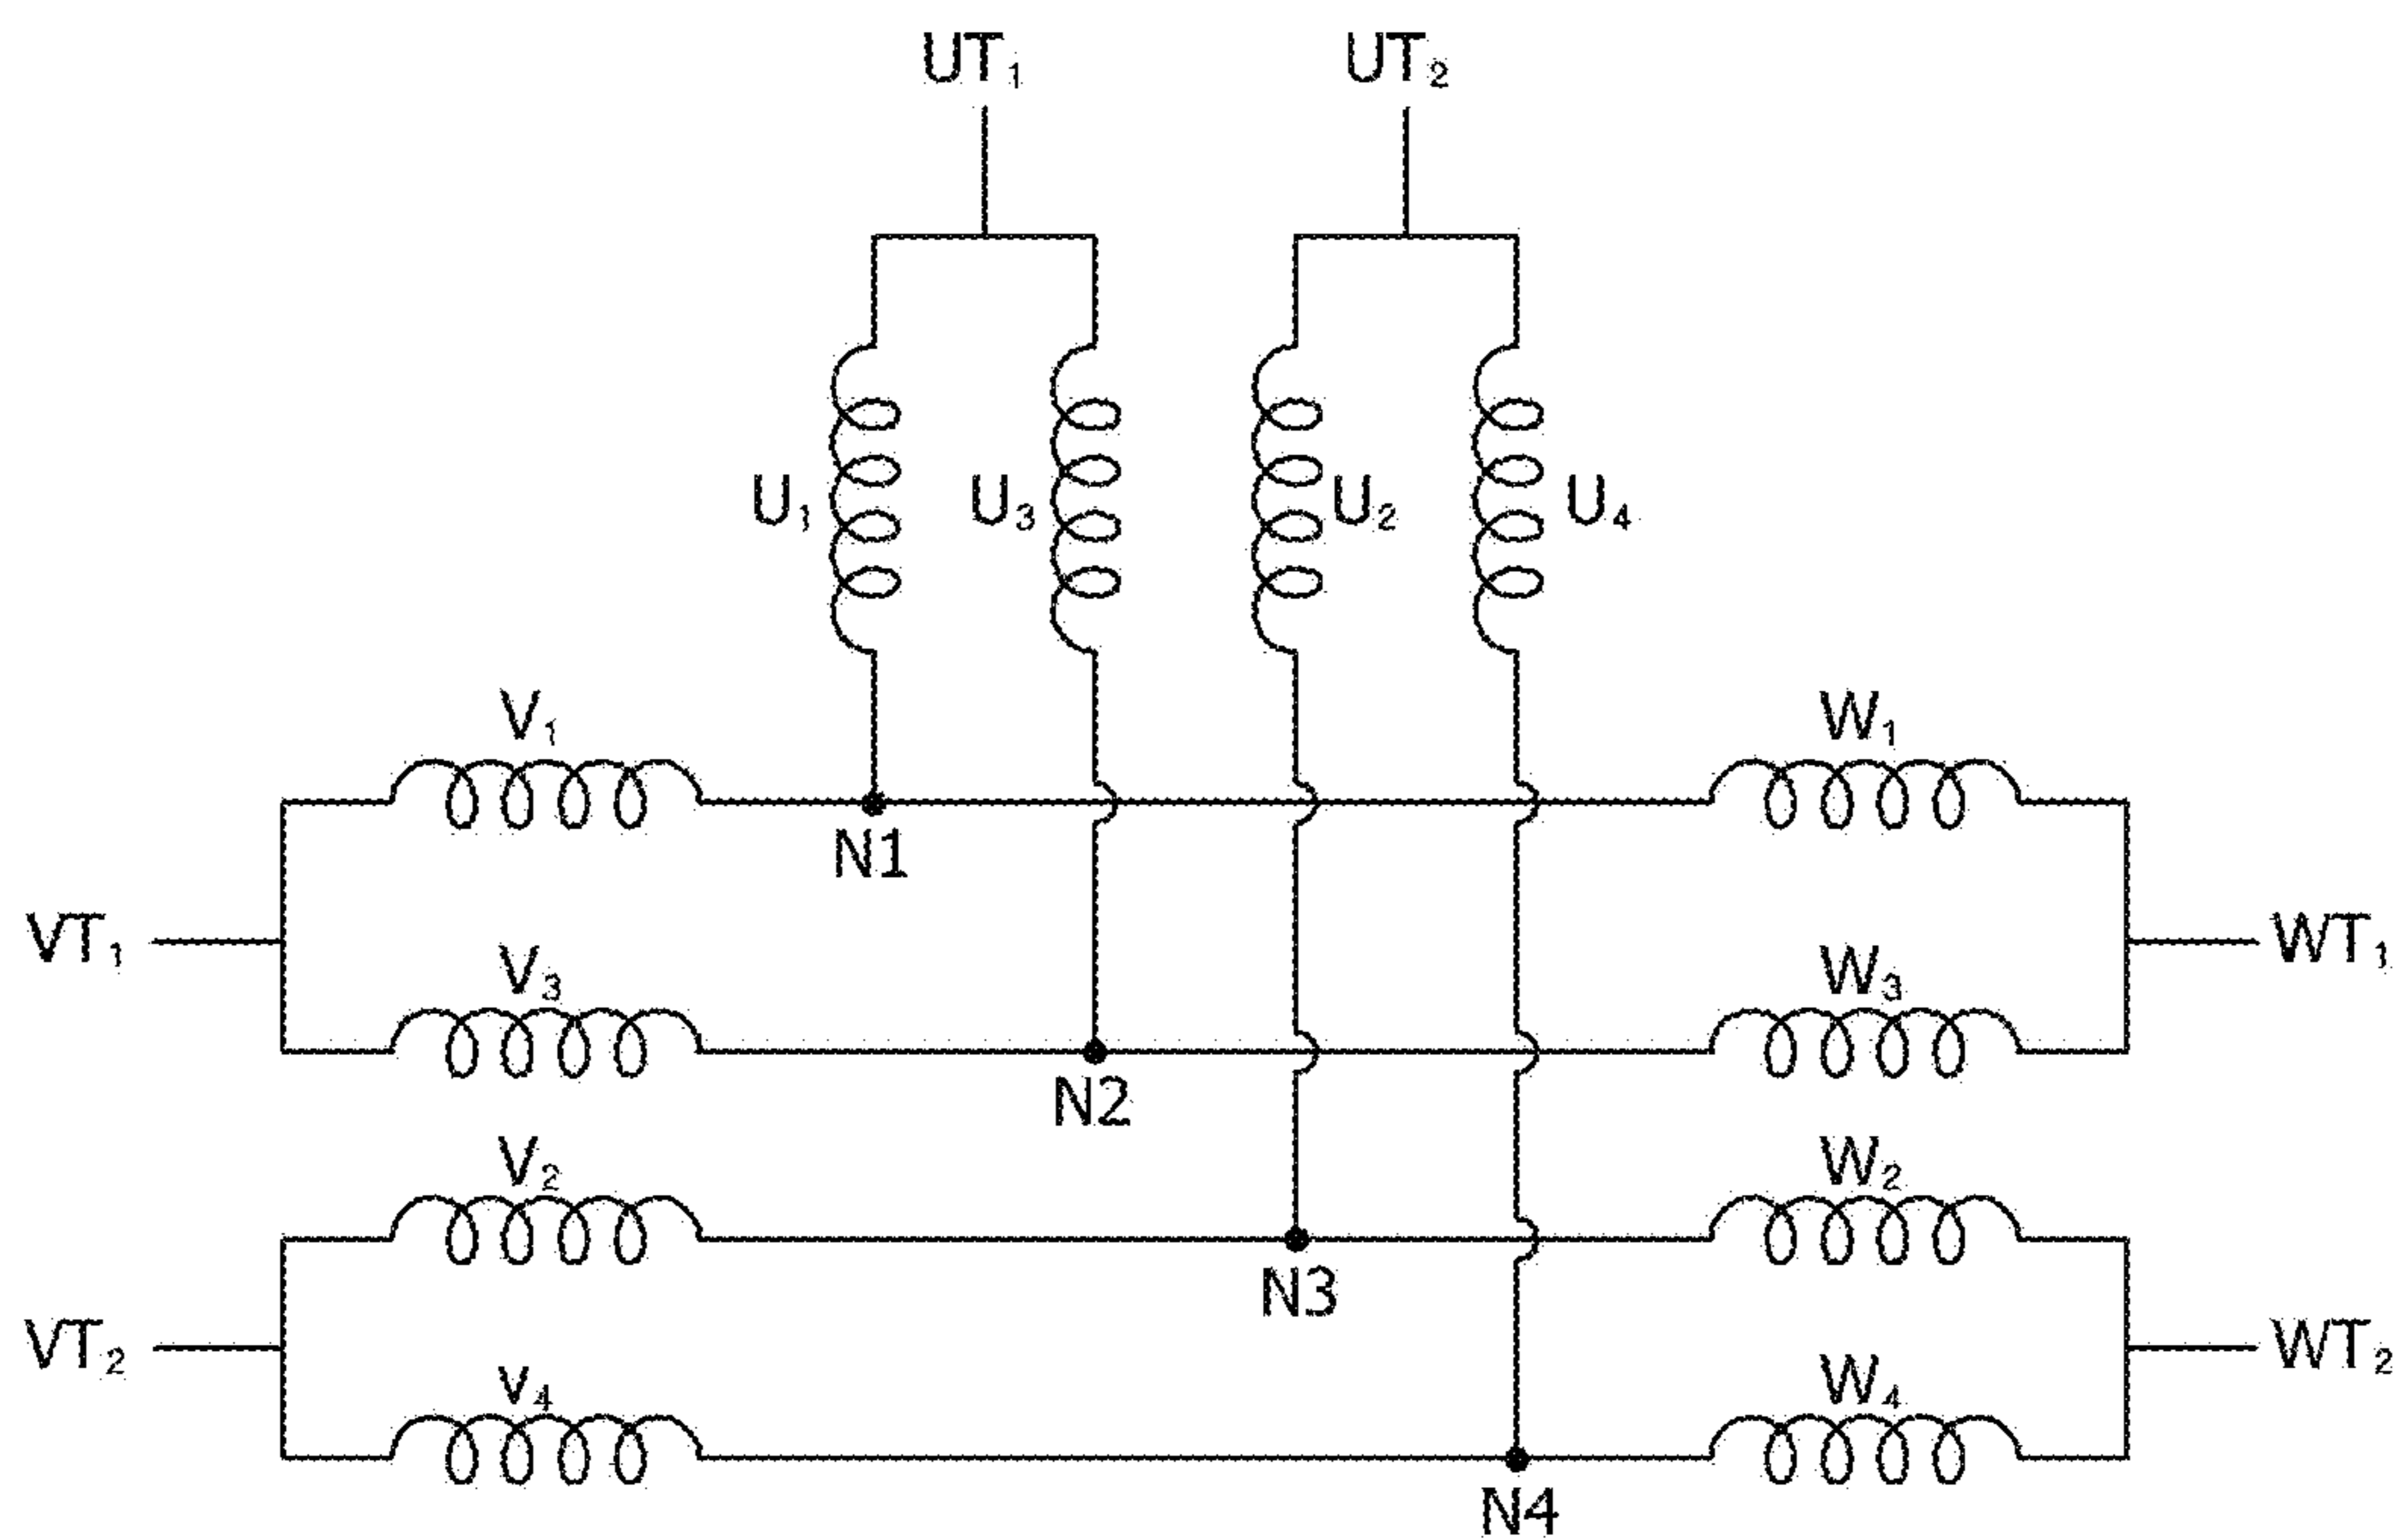 UT₁ UT₂
U₁ U₃ U₂ U₄
V₁ W₁
N1
VT₁ V₃ W₃ WT₁
N2
V₂ W₂
N3
VT₂ V₄ W₄ WT₂
N4